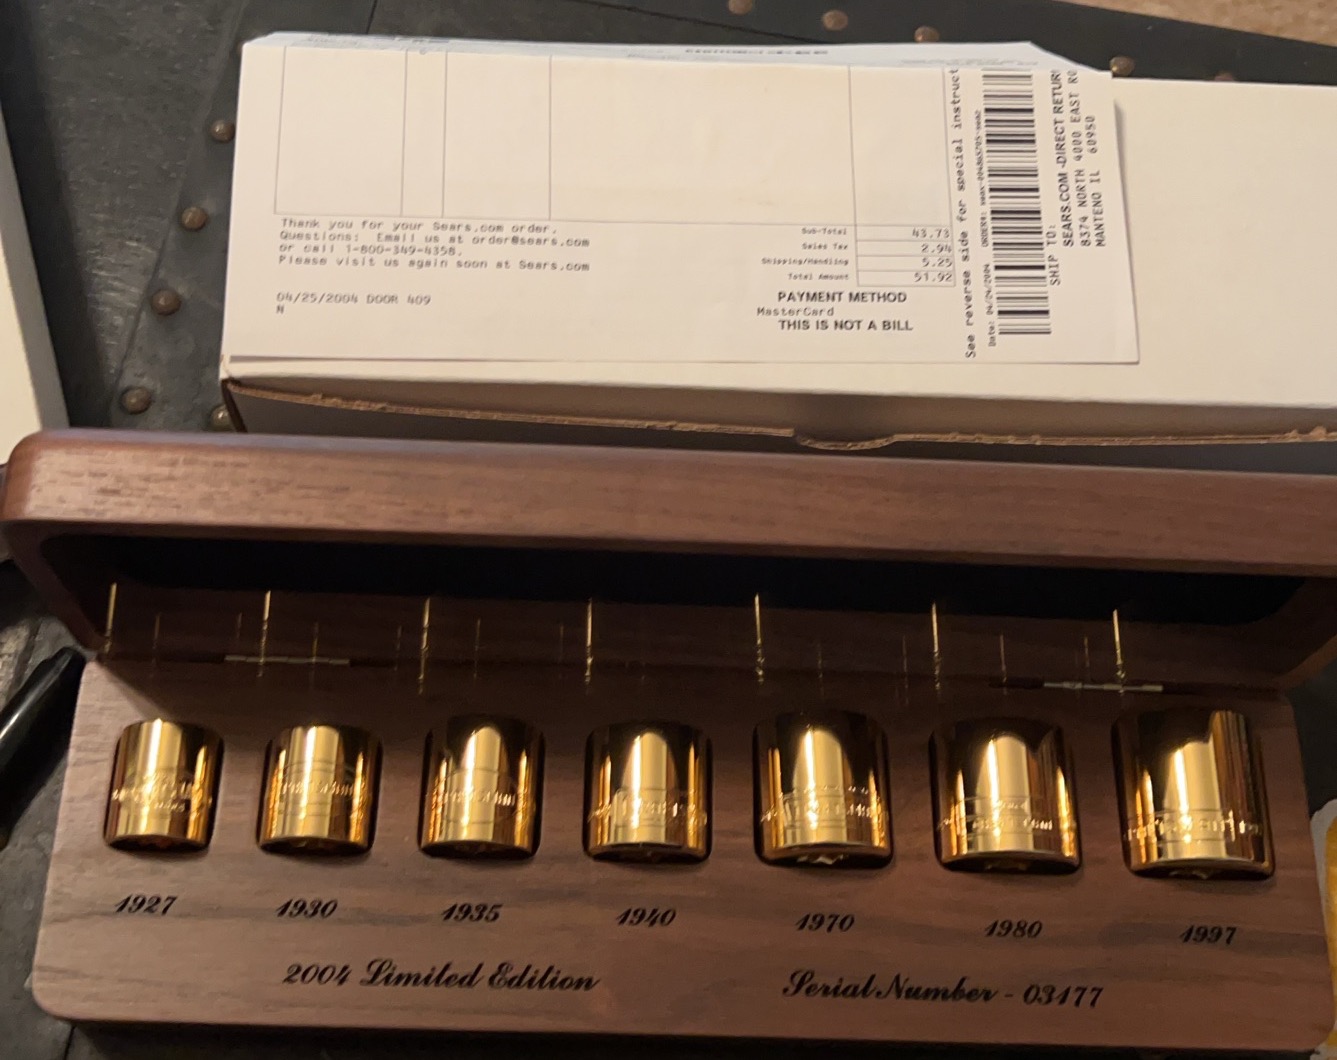 Thank you for your Sears.com order.
Questions: Email us at order@sears.com
or call 1-800-349-4358.
Please visit us again soon at Sears.com
04/25/2004 DOOR 409
N
Sub-Total 43.73
Sales Tax 2.94
Shipping/Handling 5.25
Total Amount 51.92
PAYMENT METHOD
MasterCard
THIS IS NOT A BILL
See reverse side for special instruct
Date: 04/24/2004
SHIP TO:
SEARS.COM-DIRECT RETUR
8374 NORTH 4000 EAST RO
MANTENO IL 60950
1927
1930
1935
1940
1970
1980
1997
2004 Limited Edition
Serial Number - 03177